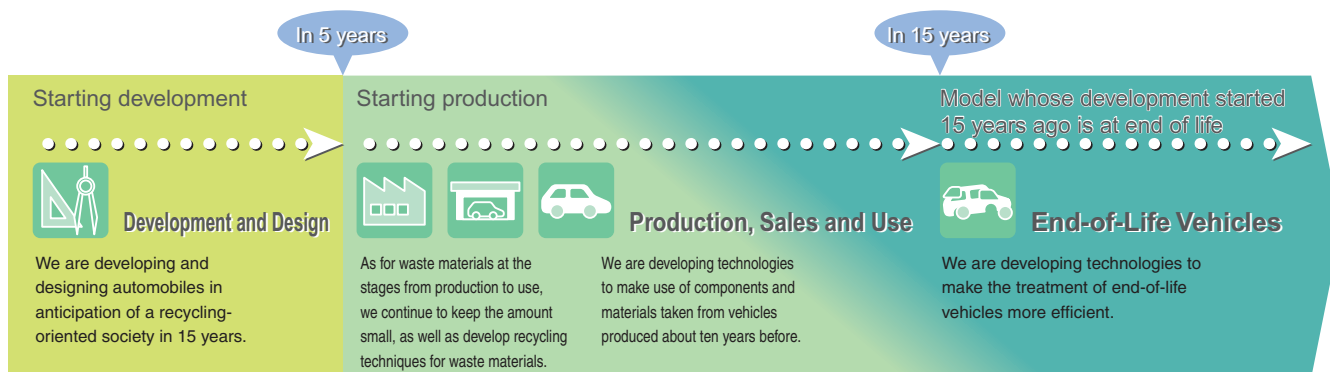 In 5 years
In 15 years
Starting development
Starting production
Model whose development started
15 years ago is at end of life
Development and Design
Production, Sales and Use
End-of-Life Vehicles
We are developing and
designing automobiles in
anticipation of a recycling-
oriented society in 15 years.
As for waste materials at the
stages from production to use,
we continue to keep the amount
small, as well as develop recycling
techniques for waste materials.
We are developing technologies
to make use of components and
materials taken from vehicles
produced about ten years before.
We are developing technologies to
make the treatment of end-of-life
vehicles more efficient.